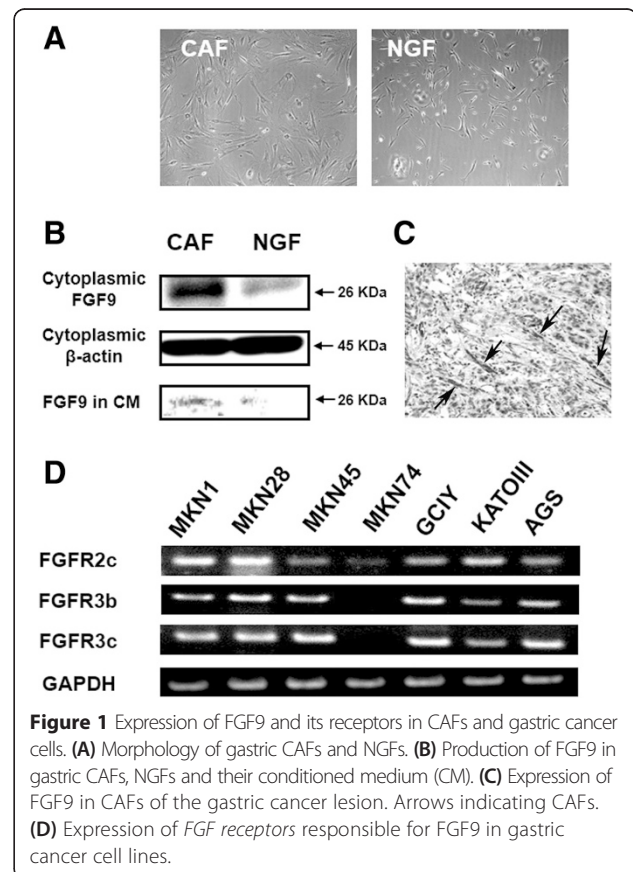 A
CAF
NGF
B
CAF NGF
Cytoplasmic
FGF9
← 26 KDa
Cytoplasmic
β-actin
← 45 KDa
FGF9 in CM
← 26 KDa
C
D
MKN1 MKN28 MKN45 MKN74 GCIY KATOIII AGS
FGFR2c
FGFR3b
FGFR3c
GAPDH
Figure 1 Expression of FGF9 and its receptors in CAFs and gastric cancer
cells. (A) Morphology of gastric CAFs and NGFs. (B) Production of FGF9 in
gastric CAFs, NGFs and their conditioned medium (CM). (C) Expression of
FGF9 in CAFs of the gastric cancer lesion. Arrows indicating CAFs.
(D) Expression of FGF receptors responsible for FGF9 in gastric
cancer cell lines.